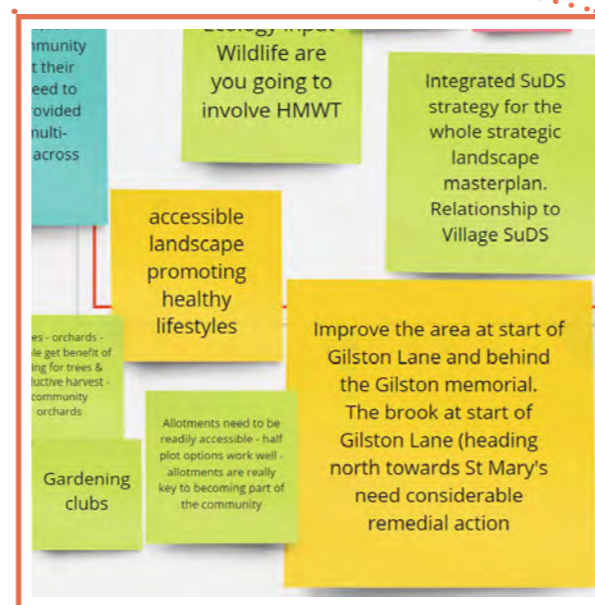 mmunity
t their
eed to
rovided
multi-
across
Ecology input
Wildlife are
you going to
involve HMWT
Integrated SuDS
strategy for the
whole strategic
landscape
masterplan.
Relationship to
Village SuDS
accessible
landscape
promoting
healthy
lifestyles
es - orchards -
le get benefit of
ing for trees &
ductive harvest -
community
orchards
Gardening
clubs
Allotments need to be
readily accessible - half
plot options work well -
allotments are really
key to becoming part of
the community
Improve the area at start of
Gilston Lane and behind
the Gilston memorial.
The brook at start of
Gilston Lane (heading
north towards St Mary's
need considerable
remedial action